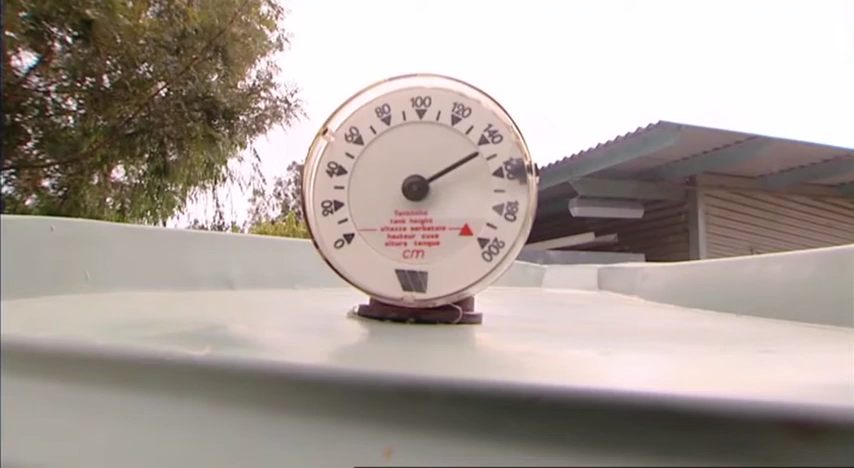 0 20 40 60 80 100 120 140 160 180 200
Tankhöhe
tank height
altezza serbatoio
hauteur cuve
altura tanque
cm